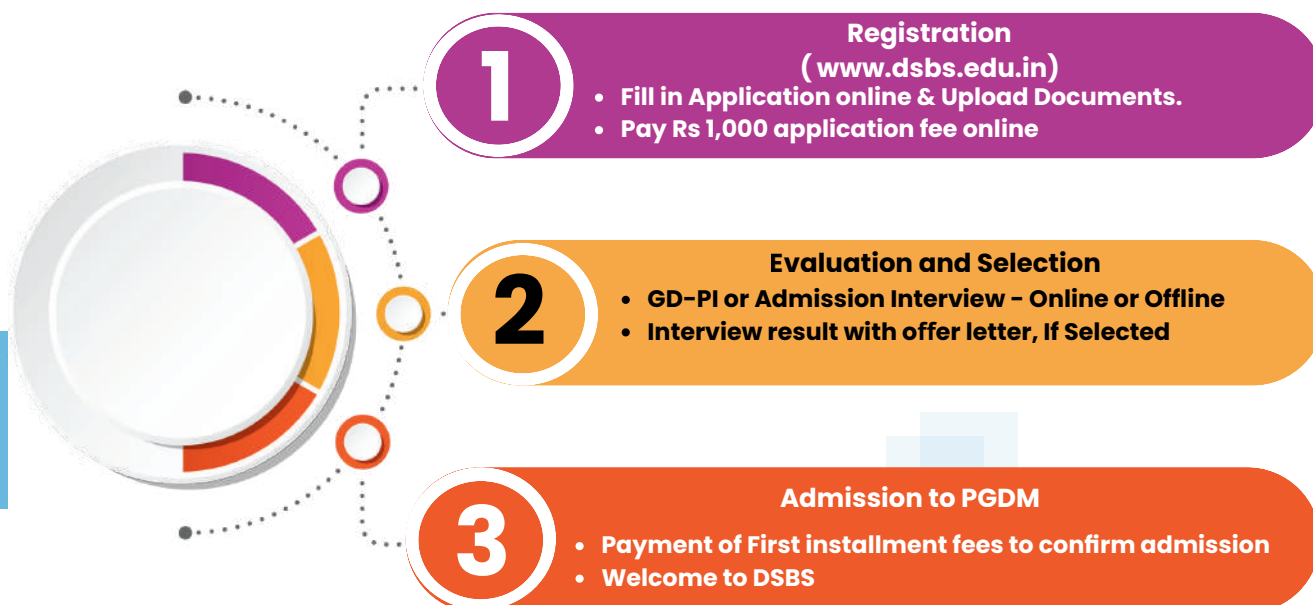 1
Registration
( www.dsbs.edu.in)
• Fill in Application online & Upload Documents.
• Pay Rs 1,000 application fee online
2
Evaluation and Selection
• GD-PI or Admission Interview - Online or Offline
• Interview result with offer letter, If Selected
3
Admission to PGDM
• Payment of First installment fees to confirm admission
• Welcome to DSBS